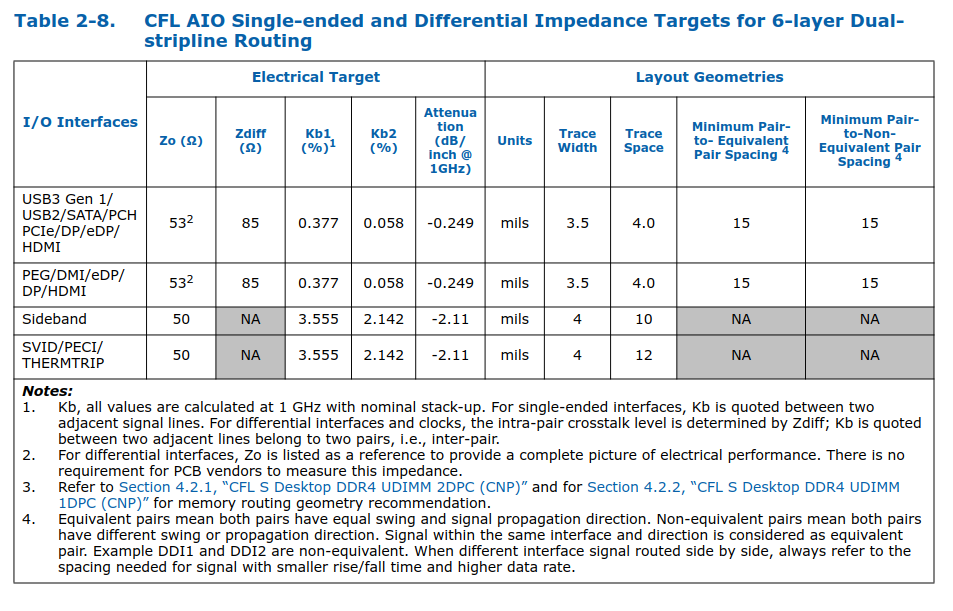 Table 2-8. CFL AIO Single-ended and Differential Impedance Targets for 6-layer Dual-
stripline Routing
I/O Interfaces
Electrical Target
Layout Geometries
Zo (Ω)
Zdiff
(Ω)
Kb1
(%)1
Kb2
(%)
Attenua
tion
(dB/
inch @
1GHz)
Units
Trace
Width
Trace
Space
Minimum Pair-
to- Equivalent
Pair Spacing 4
Minimum Pair-
to-Non-
Equivalent Pair
Spacing 4
USB3 Gen 1/
USB2/SATA/PCH
PCIe/DP/eDP/
HDMI
532 85 0.377 0.058 -0.249 mils 3.5 4.0 15 15
PEG/DMI/eDP/
DP/HDMI
532 85 0.377 0.058 -0.249 mils 3.5 4.0 15 15
Sideband 50 NA 3.555 2.142 -2.11 mils 4 10 NA NA
SVID/PECI/
THERMTRIP
50 NA 3.555 2.142 -2.11 mils 4 12 NA NA
Notes:
1. Kb, all values are calculated at 1 GHz with nominal stack-up. For single-ended interfaces, Kb is quoted between two
adjacent signal lines. For differential interfaces and clocks, the intra-pair crosstalk level is determined by Zdiff; Kb is quoted
between two adjacent lines belong to two pairs, i.e., inter-pair.
2. For differential interfaces, Zo is listed as a reference to provide a complete picture of electrical performance. There is no
requirement for PCB vendors to measure this impedance.
3. Refer to Section 4.2.1, “CFL S Desktop DDR4 UDIMM 2DPC (CNP)” and for Section 4.2.2, “CFL S Desktop DDR4 UDIMM
1DPC (CNP)” for memory routing geometry recommendation.
4. Equivalent pairs mean both pairs have equal swing and signal propagation direction. Non-equivalent pairs mean both pairs
have different swing or propagation direction. Signal within the same interface and direction is considered as equivalent
pair. Example DDI1 and DDI2 are non-equivalent. When different interface signal routed side by side, always refer to the
spacing needed for signal with smaller rise/fall time and higher data rate.